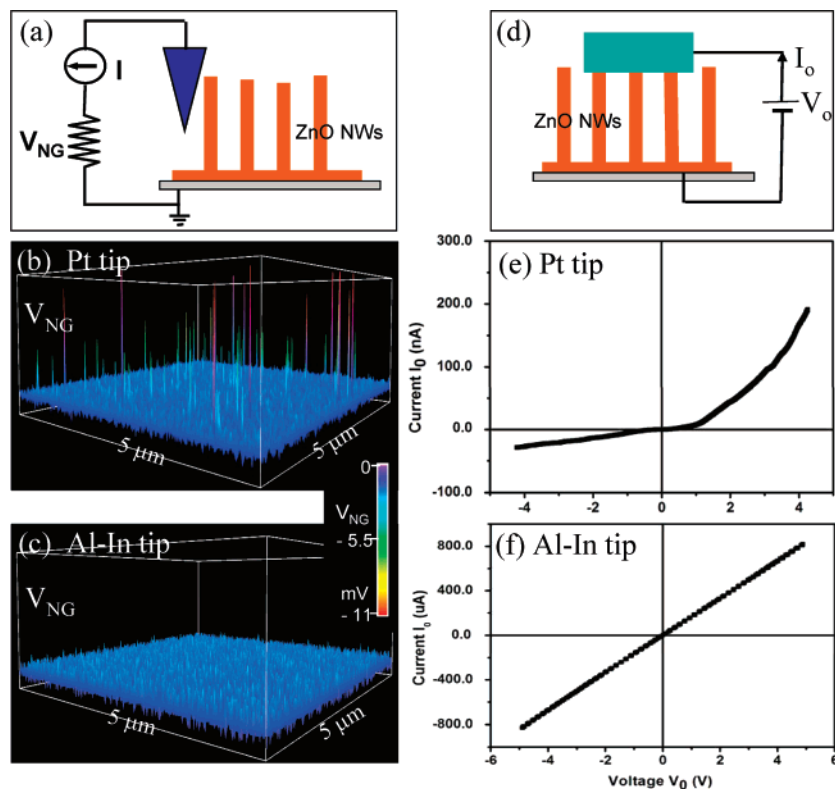 (a)
I
V_NG
ZnO NWs
(d)
I_o
V_o
ZnO NWs
(b) Pt tip
V_NG
5 μm
5 μm
0
V_NG
- 5.5
mV
- 11
(c) Al-In tip
V_NG
5 μm
5 μm
(e) Pt tip
300.0
200.0
100.0
0.0
-100.0
Current I_0 (nA)
-4 -2 0 2 4
(f) Al-In tip
800.0
400.0
0.0
-400.0
-800.0
Current I_0 (uA)
-6 -4 -2 0 2 4 6
Voltage V_0 (V)